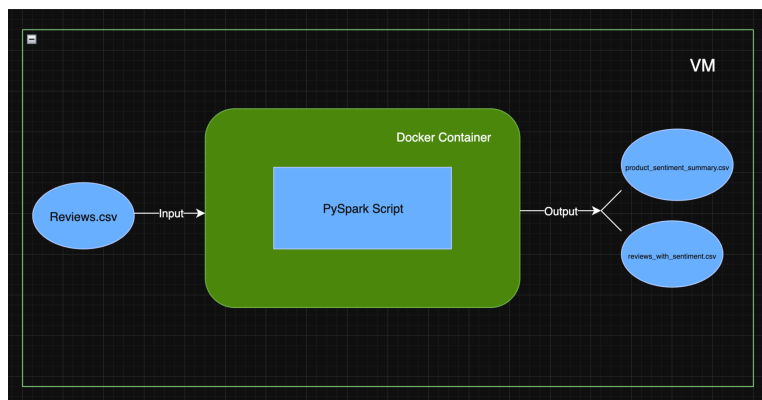 VM
Docker Container
PySpark Script
Reviews.csv
Input
Output
product_sentiment_summary.csv
reviews_with_sentiment.csv